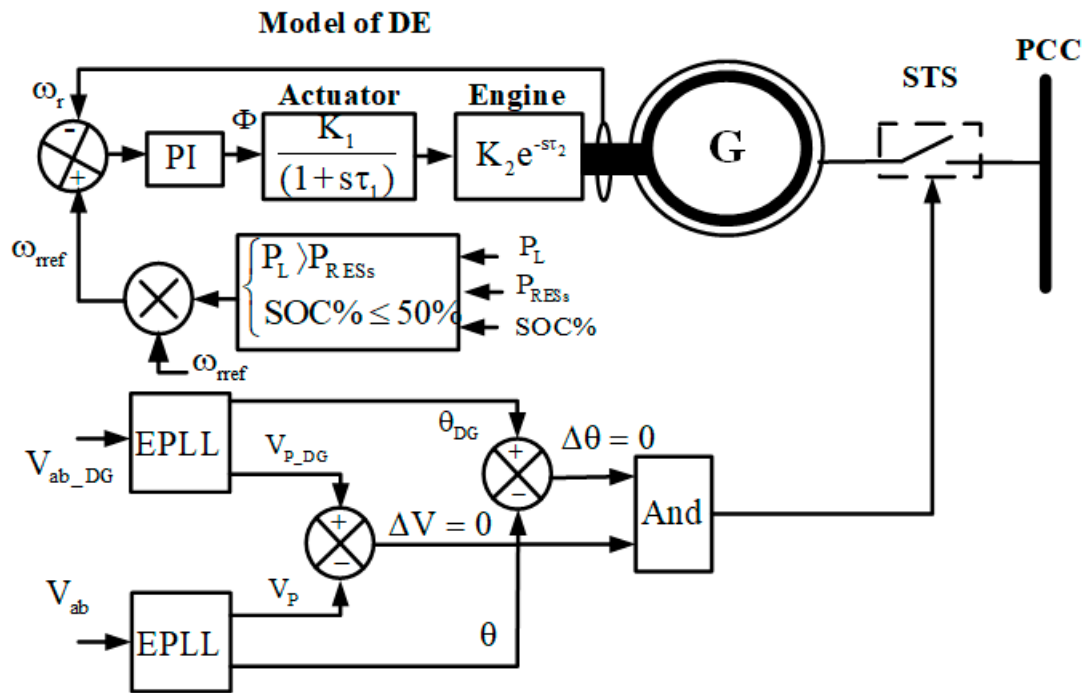 Model of DE
PCC
STS
ω_r
Actuator
Engine
-
+
PI
Φ
K_1
(1+sτ_1)
K_2 e^{-sτ_2}
G
ω_rref
P_L 〉P_RESs
SOC% ≤ 50%
P_L
P_RESs
SOC%
ω_rref
EPLL
V_ab_DG
θ_DG
V_P_DG
+
−
Δθ = 0
And
+
−
ΔV = 0
V_ab
EPLL
V_P
θ